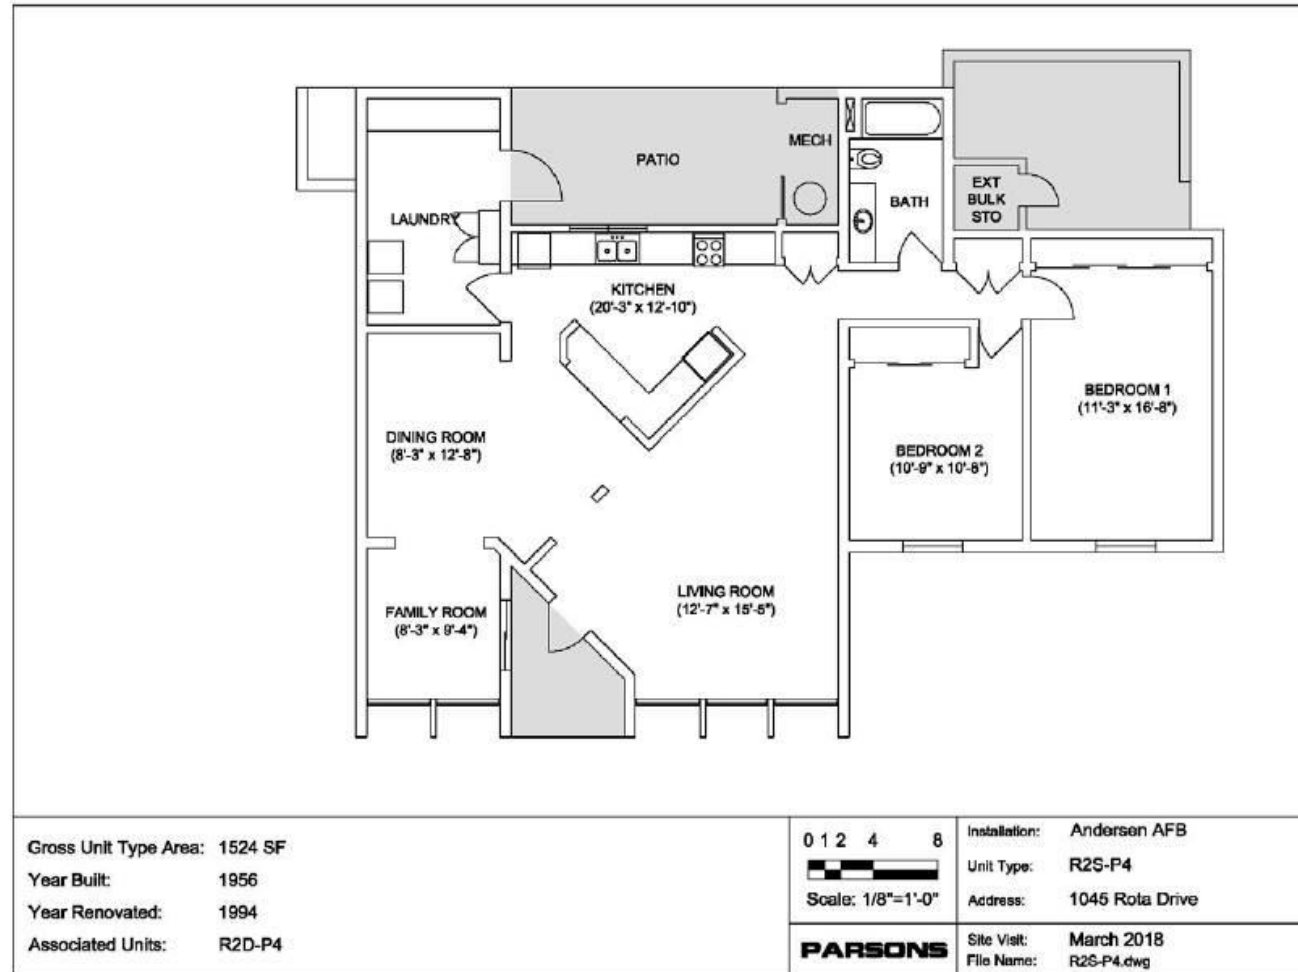 PATIO
MECH
LAUNDRY
BATH
EXT
BULK
STO
KITCHEN
(20'-3" x 12'-10")
BEDROOM 1
(11'-3" x 16'-8")
DINING ROOM
(8'-3" x 12'-8")
BEDROOM 2
(10'-9" x 10'-8")
LIVING ROOM
(12'-7" x 15'-5")
FAMILY ROOM
(8'-3" x 9'-4")
Gross Unit Type Area: 1524 SF
Year Built: 1956
Year Renovated: 1994
Associated Units: R2D-P4
0 1 2 4 8
Scale: 1/8"=1'-0"
PARSONS
Installation: Andersen AFB
Unit Type: R2S-P4
Address: 1045 Rota Drive
Site Visit: March 2018
File Name: R2S-P4.dwg